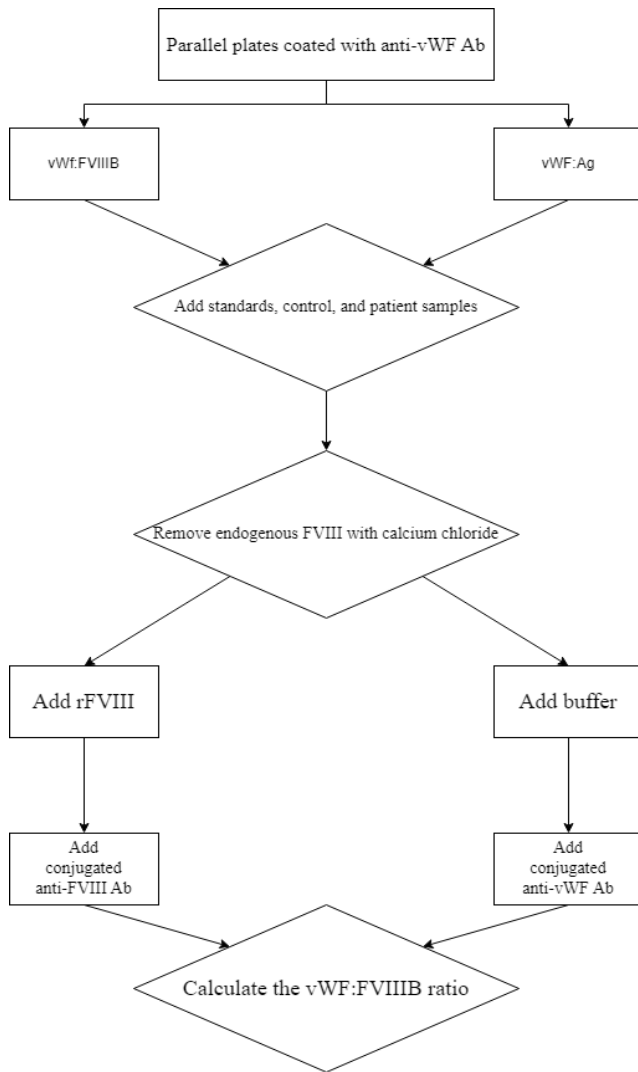 Parallel plates coated with anti-vWF Ab
vWf:FVIIIB
vWF:Ag
Add standards, control, and patient samples
Remove endogenous FVIII with calcium chloride
Add rFVIII
Add buffer
Add
conjugated
anti-FVIII Ab
Add
conjugated
anti-vWF Ab
Calculate the vWF:FVIIIB ratio